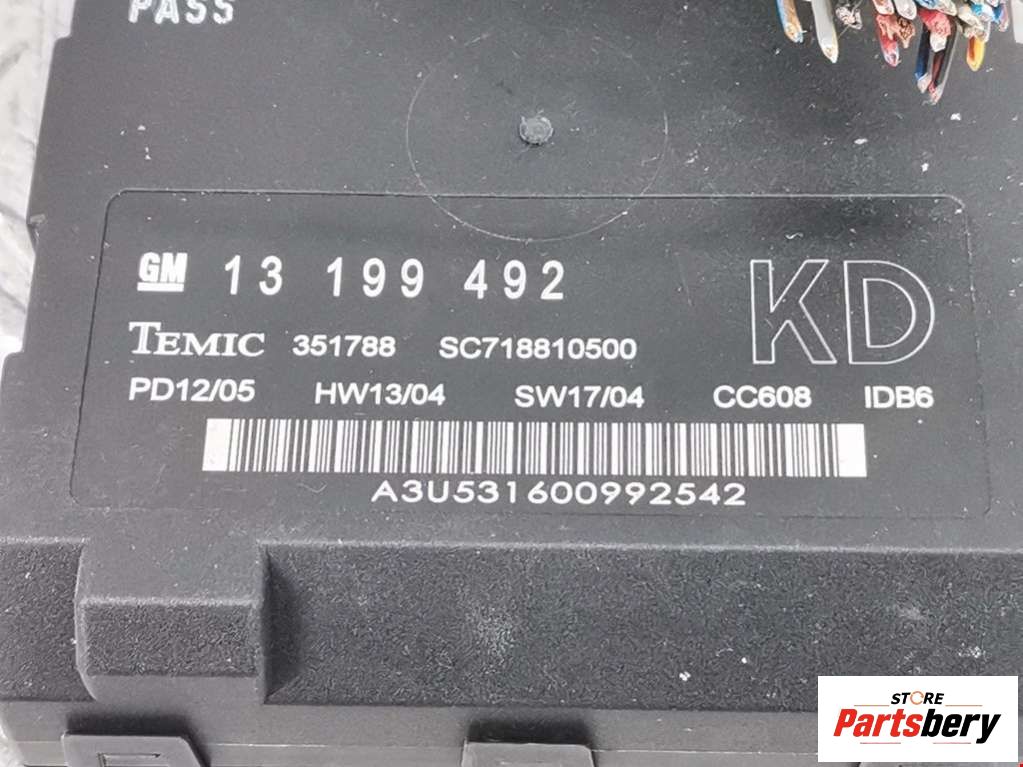 PASS
GM 13 199 492 KD
TEMIC 351788 SC718810500
PD12/05 HW13/04 SW17/04 CC608 IDB6
A3U531600992542
STORE
Partsbery